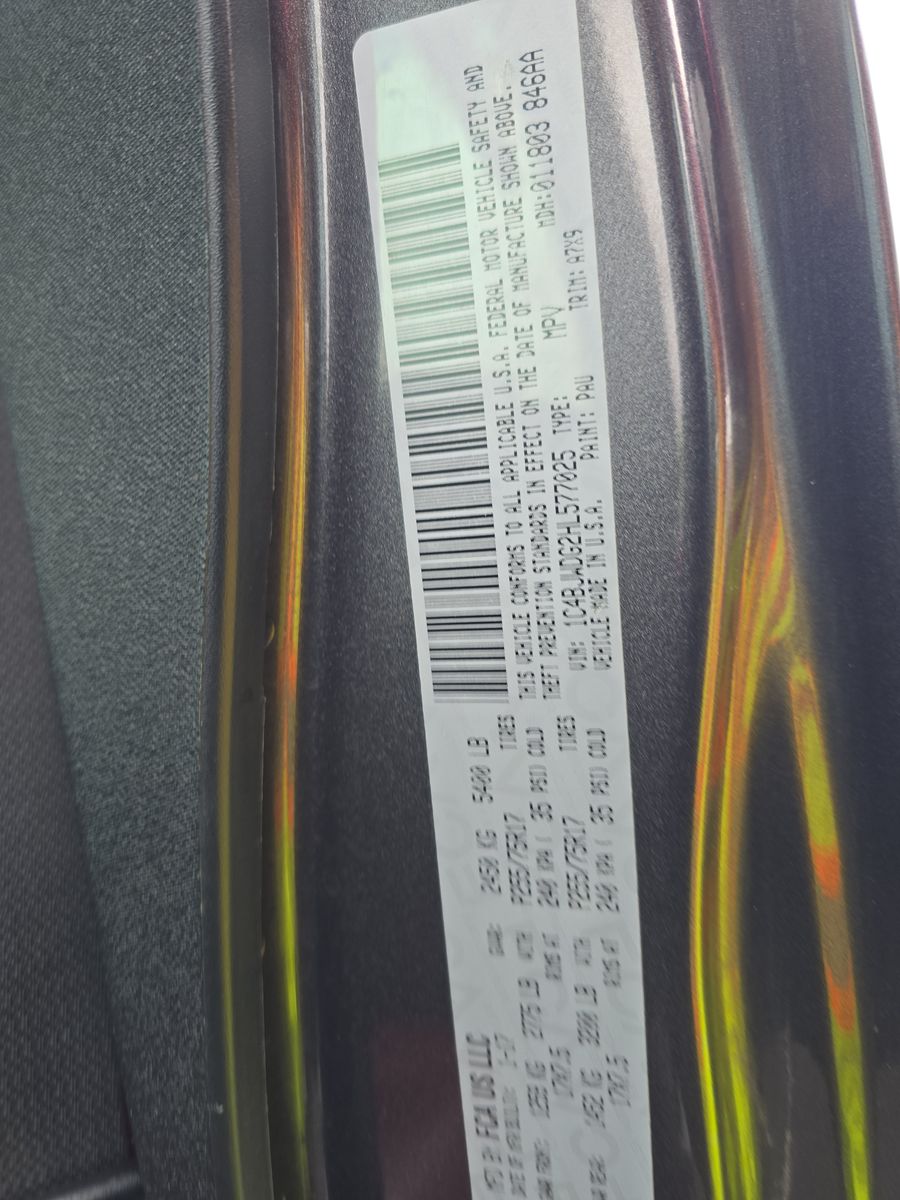 MFD BY: FCA US LLC
DATE OF MFR 1-17 GVWR: 2450 KG 5400 LB
GAWR FRONT: 1259 KG 2775 LB WITH P255/75R17 TIRES
17X7.5 RIMS AT 240 KPA ( 35 PSI) COLD
GAWR REAR: 1452 KG 3200 LB WITH P255/75R17 TIRES
17X7.5 RIMS AT 240 KPA ( 35 PSI) COLD
THIS VEHICLE CONFORMS TO ALL APPLICABLE U.S.A. FEDERAL MOTOR VEHICLE SAFETY AND
THEFT PREVENTION STANDARDS IN EFFECT ON THE DATE OF MANUFACTURE SHOWN ABOVE.
VIN: 1C4BJWDG2HL577025 TYPE: MPV MDH:011803 846AA
VEHICLE MADE IN U.S.A. PAINT: PAU TRIM: A7X9